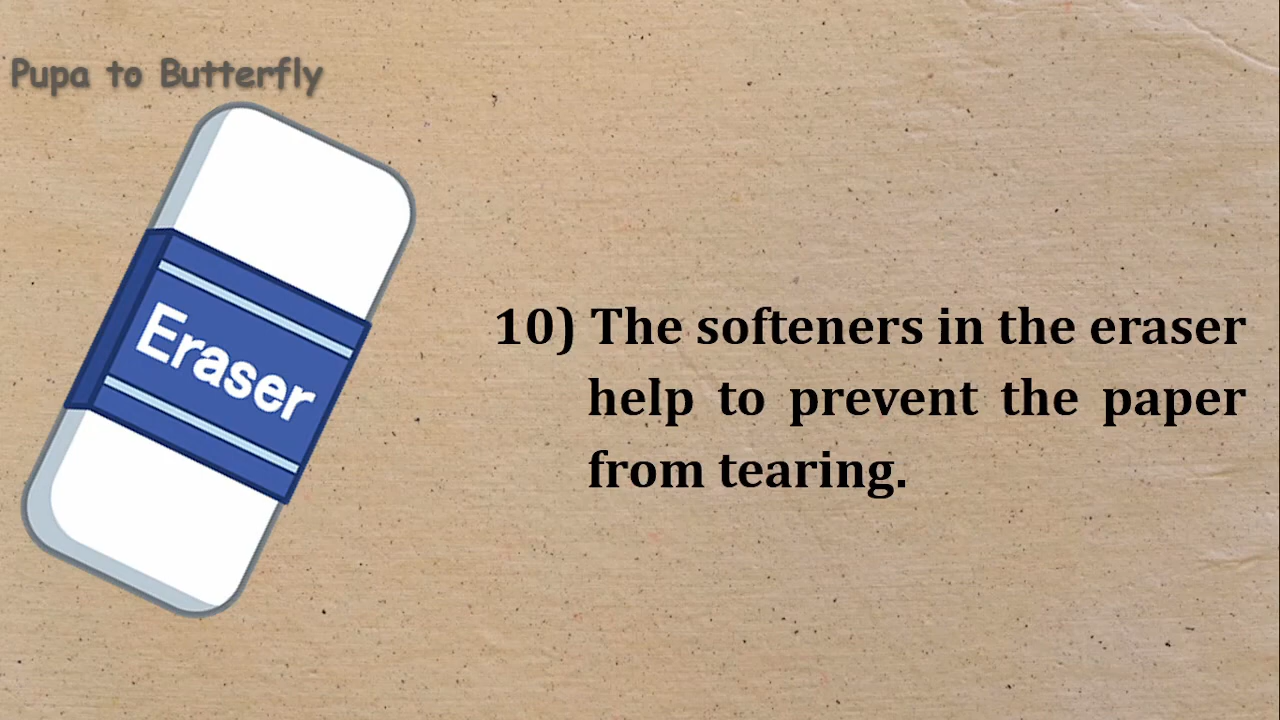 Pupa to Butterfly
Eraser
10) The softeners in the eraser
help to prevent the paper
from tearing.